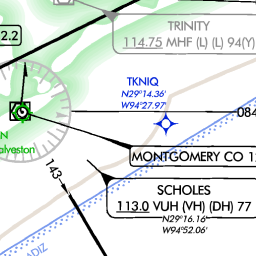 TRINITY
114.75 MHF (L) (L) 94(Y)
2.2
TKNIQ
N29°14.36'
W94°27.97'
084
N
alveston
MONTGOMERY CO 1
143
SCHOLES
113.0 VUH (VH) (DH) 77
N29°16.16
W94°52.06'
ADIZ